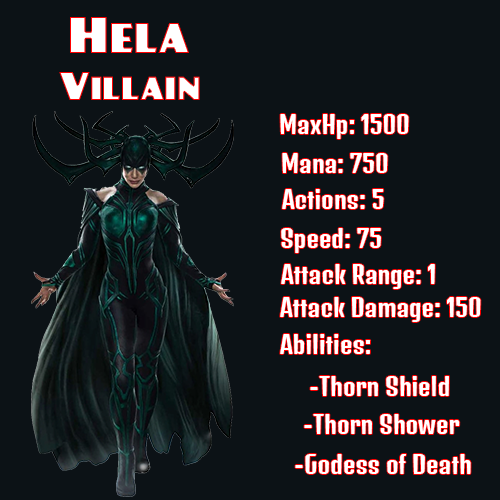 Hela
Villain
MaxHp: 1500
Mana: 750
Actions: 5
Speed: 75
Attack Range: 1
Attack Damage: 150
Abilities:
-Thorn Shield
-Thorn Shower
-Godess of Death